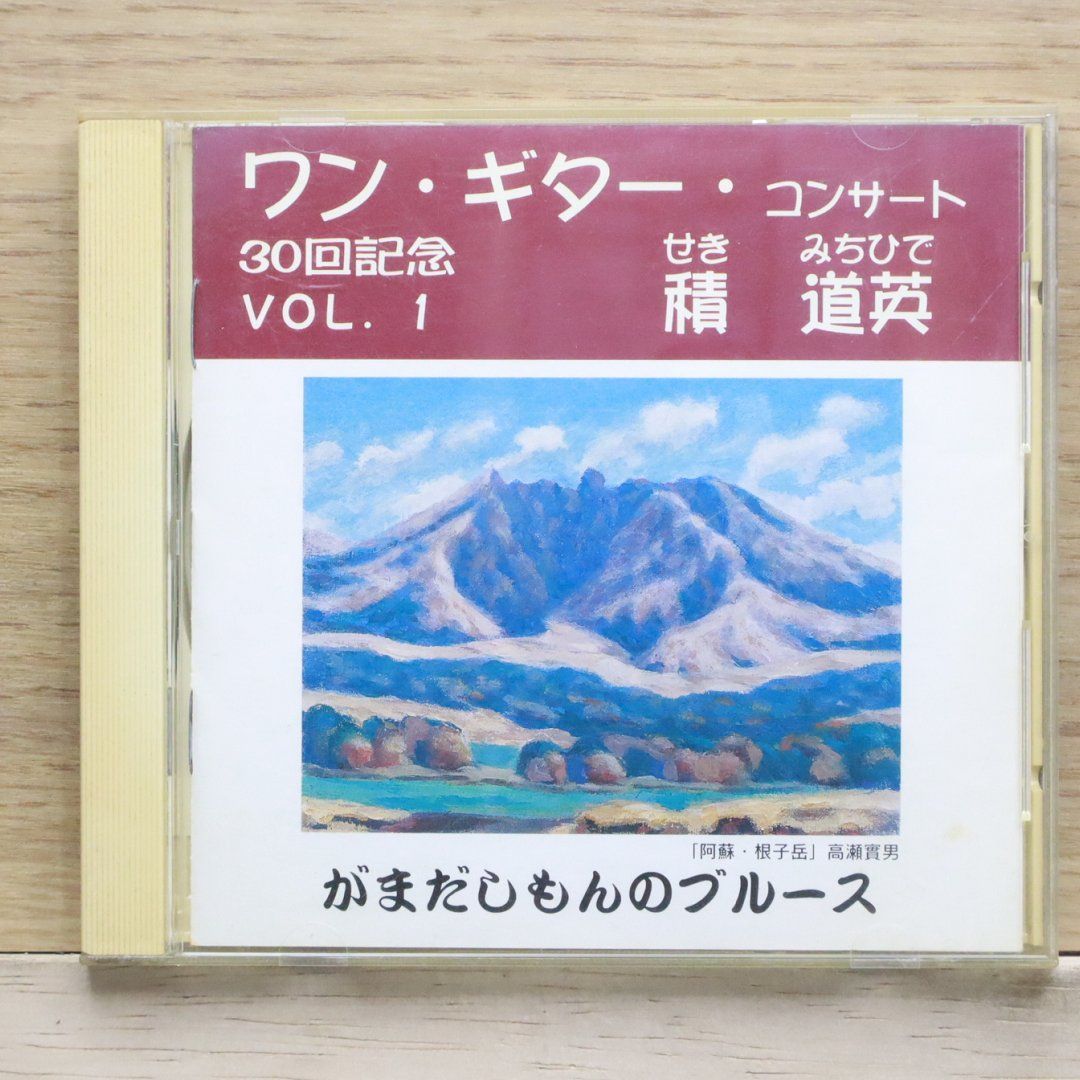 ワン・ギター・コンサート
30回記念 せき みちひで
VOL. 1 積 道英
「阿蘇・根子岳」高瀬實男
がまだしもんのブルース